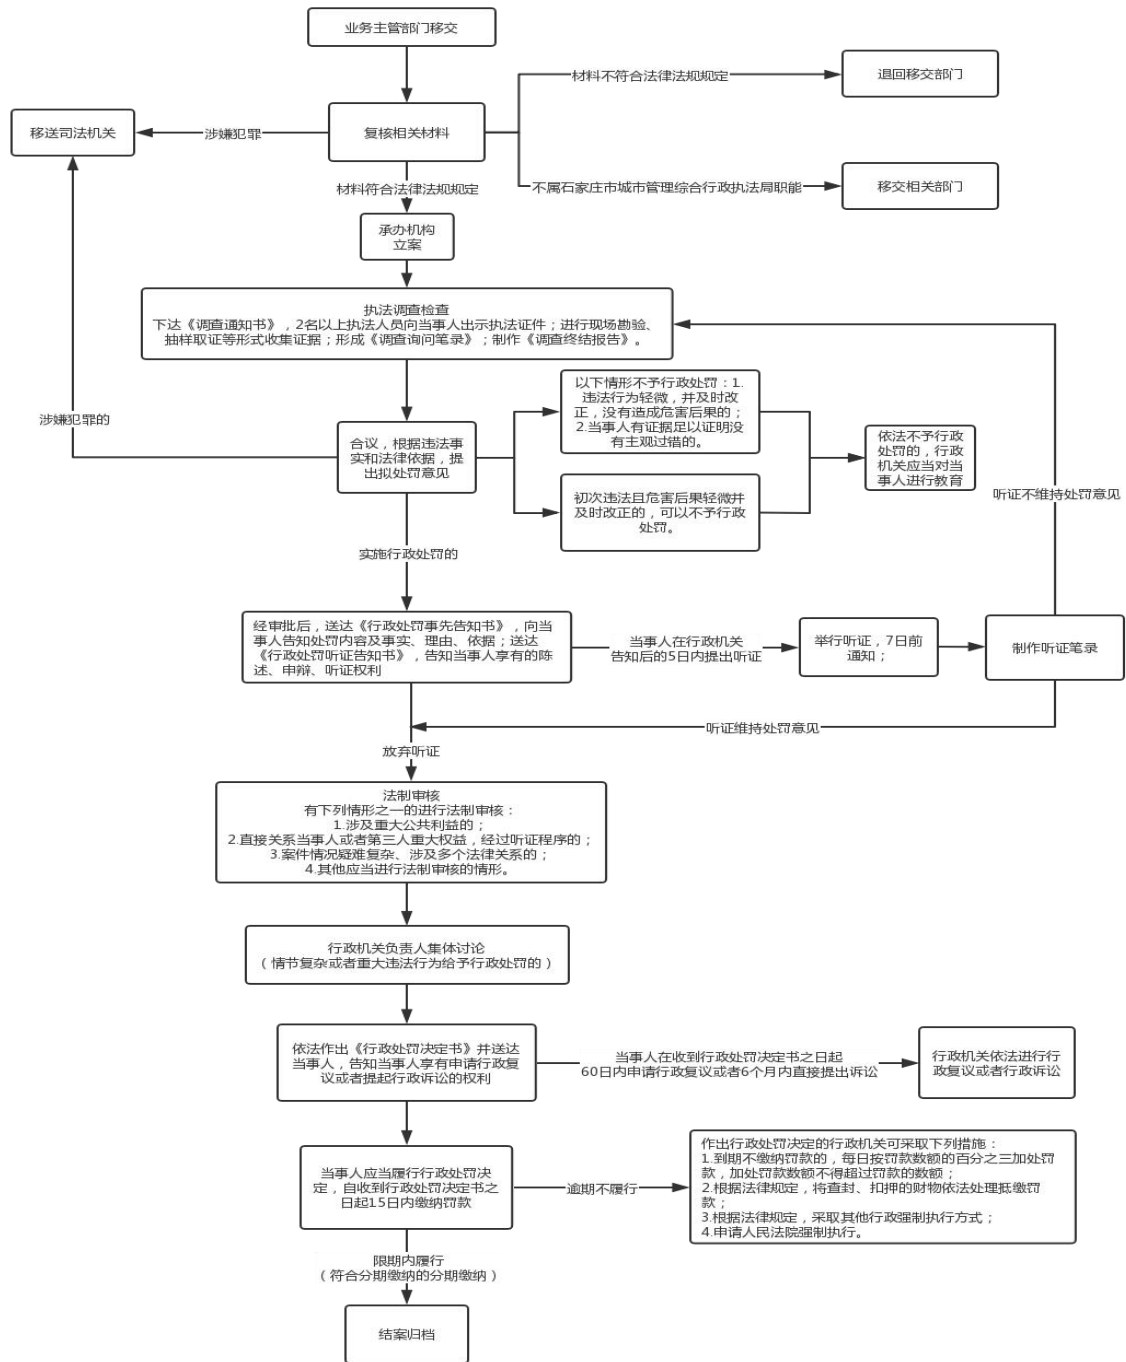 业务主管部门移交
材料不符合法律法规规定
退回移交部门
移送司法机关
涉嫌犯罪
复核相关材料
不属石家庄市城市管理综合行政执法局职能
移交相关部门
材料符合法律法规规定
承办机构
立案
执法调查检查
下达《调查通知书》，2名以上执法人员向当事人出示执法证件；进行现场勘验、
抽样取证等形式收集证据；形成《调查询问笔录》；制作《调查终结报告》。
涉嫌犯罪的
合议，根据违法事
实和法律依据，提
出拟处罚意见
以下情形不予行政处罚：1.
违法行为轻微，并及时改
正，没有造成危害后果的；
2.当事人有证据足以证明没
有主观过错的。
初次违法且危害后果轻微并
及时改正的，可以不予行政
处罚。
依法不予行政
处罚的，行政
机关应当对当
事人进行教育
听证不维持处罚意见
实施行政处罚的
经审批后，送达《行政处罚事先告知书》，向当
事人告知处罚内容及事实、理由、依据；送达
《行政处罚听证告知书》，告知当事人享有的陈
述、申辩、听证权利
当事人在行政机关
告知后的5日内提出听证
举行听证，7日前
通知；
制作听证笔录
听证维持处罚意见
放弃听证
法制审核
有下列情形之一的进行法制审核：
1.涉及重大公共利益的；
2.直接关系当事人或者第三人重大权益，经过听证程序的；
3.案件情况疑难复杂、涉及多个法律关系的；
4.其他应当进行法制审核的情形。
行政机关负责人集体讨论
（情节复杂或者重大违法行为给予行政处罚的）
依法作出《行政处罚决定书》并送达
当事人，告知当事人享有申请行政复
议或者提起行政诉讼的权利
当事人在收到行政处罚决定书之日起
60日内申请行政复议或者6个月内直接提出诉讼
行政机关依法进行行
政复议或者行政诉讼
当事人应当履行行政处罚决
定，自收到行政处罚决定书之
日起15日内缴纳罚款
逾期不履行
作出行政处罚决定的行政机关可采取下列措施：
1.到期不缴纳罚款的，每日按罚款数额的百分之三加处罚
款，加处罚款数额不得超过罚款的数额；
2.根据法律规定，将查封、扣押的财物依法处理抵缴罚
款；
3.根据法律规定，采取其他行政强制执行方式；
4.申请人民法院强制执行。
限期内履行
（符合分期缴纳的分期缴纳）
结案归档